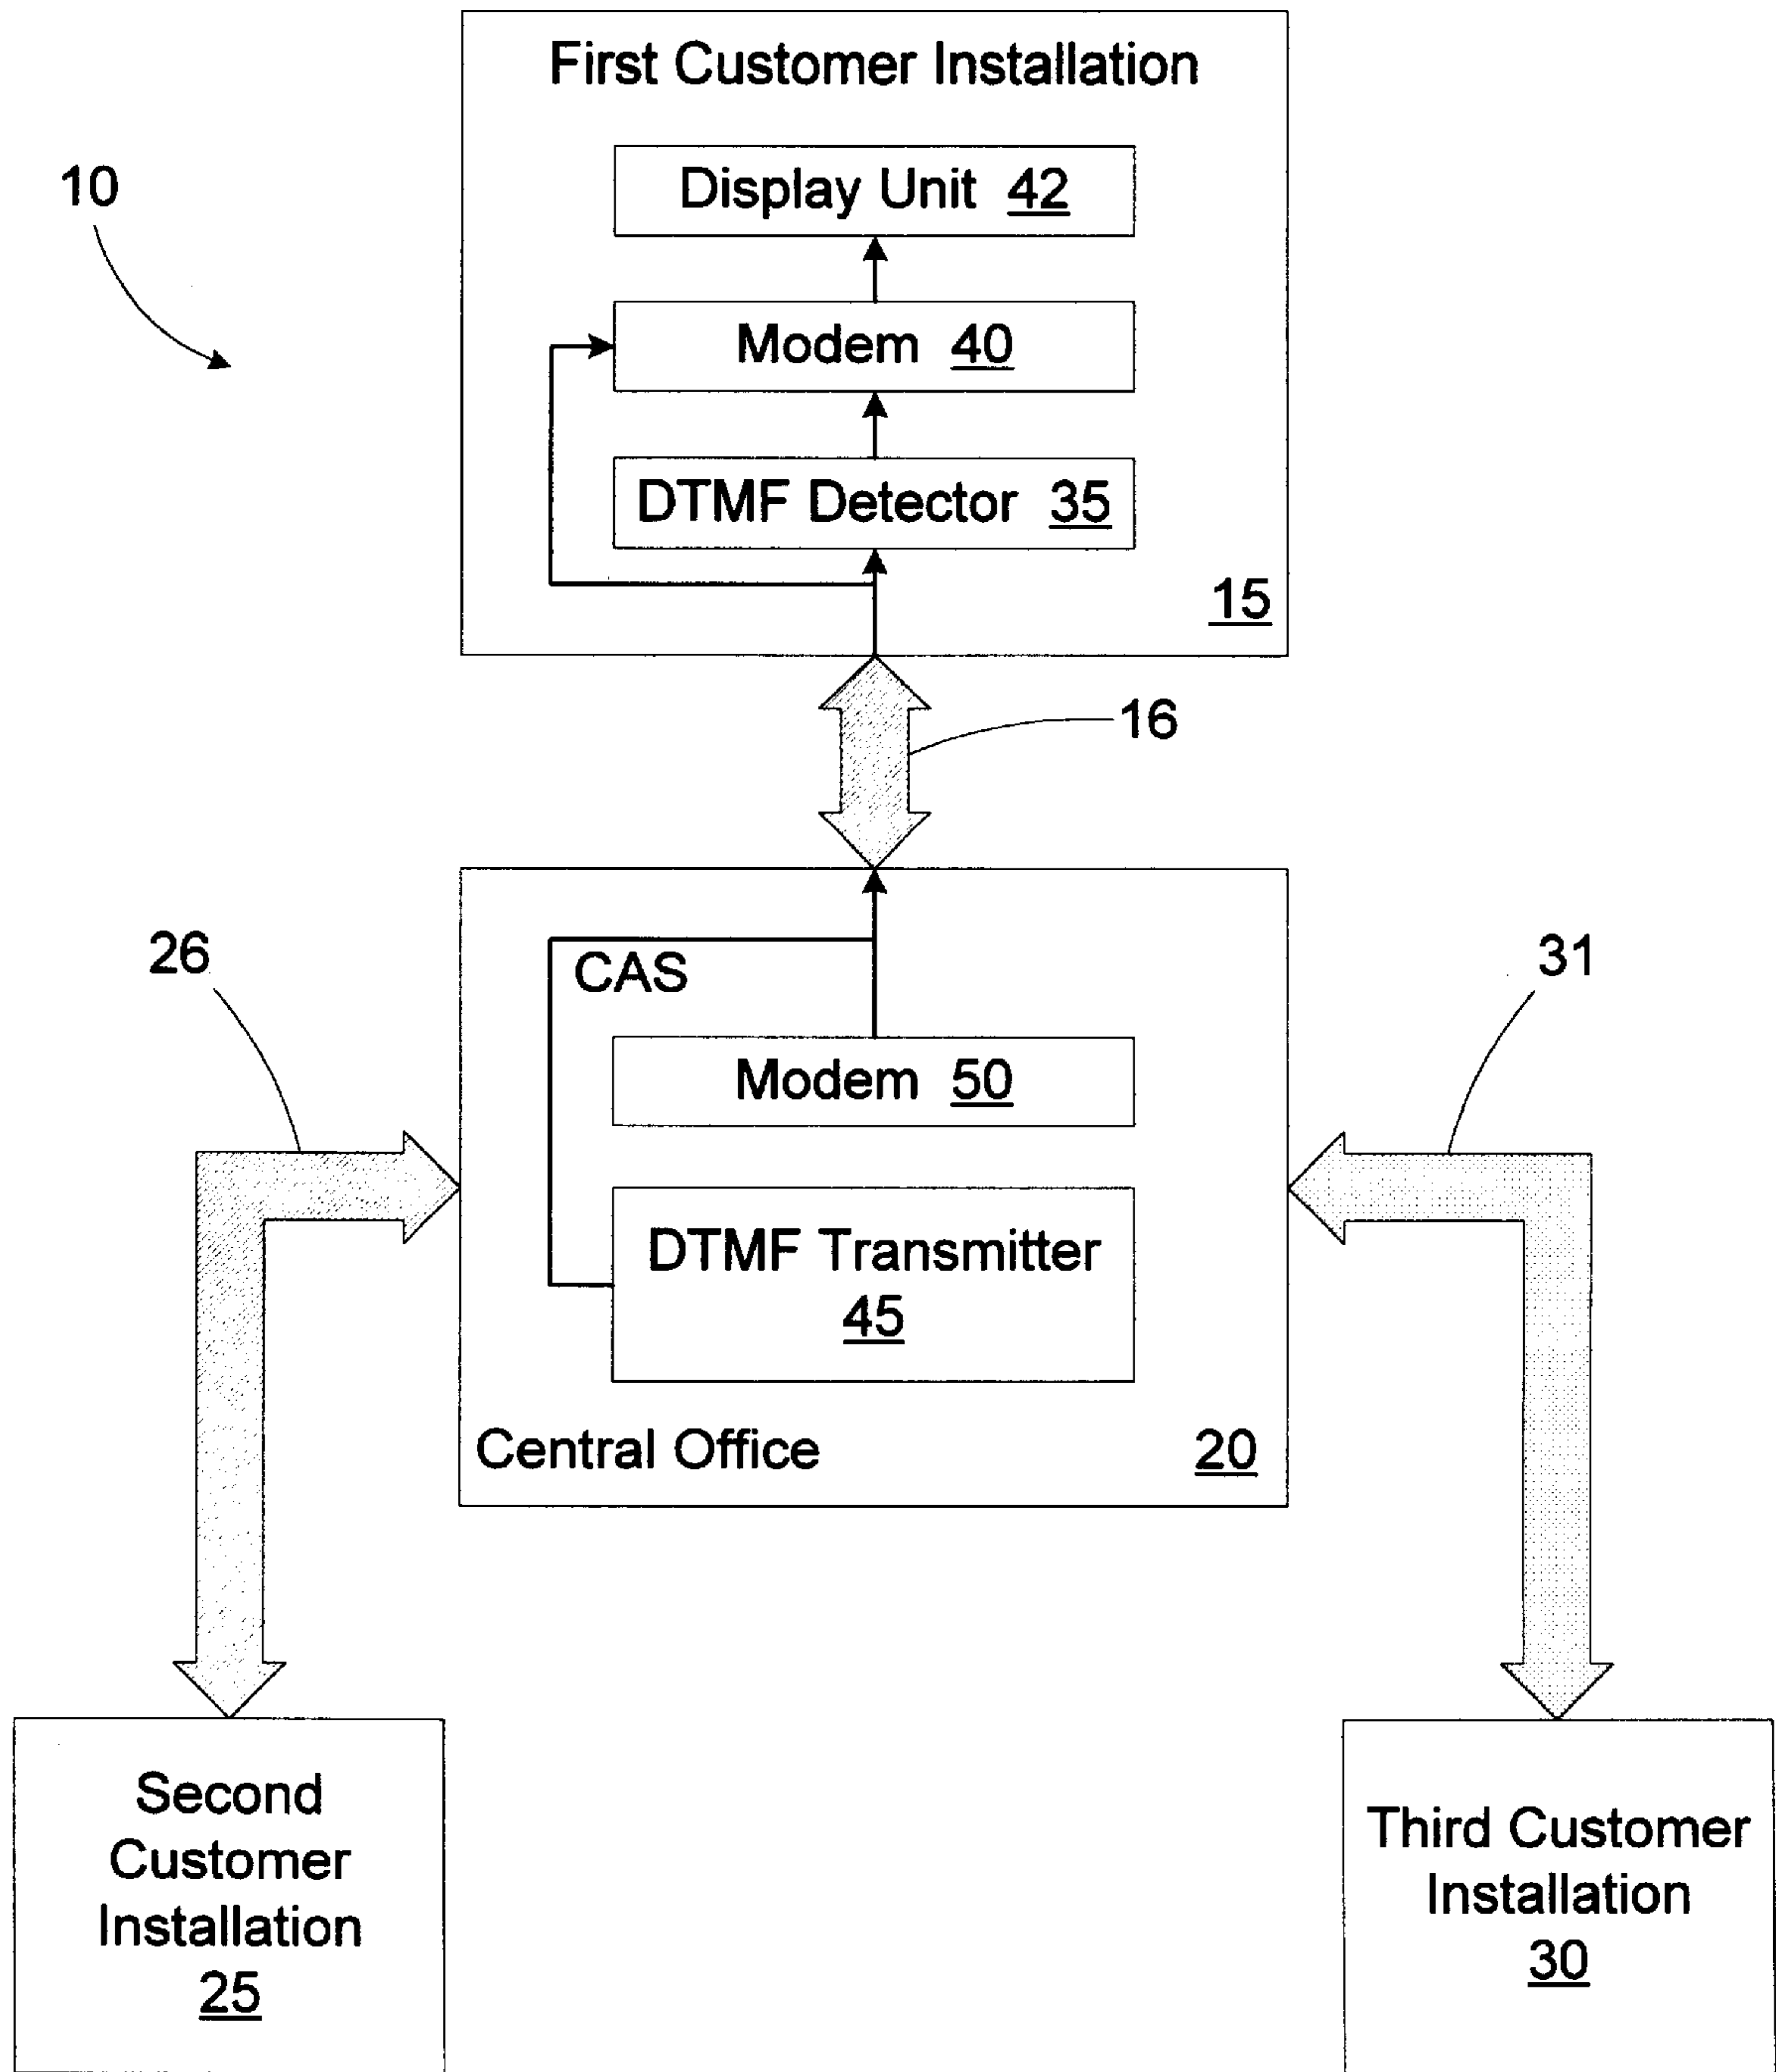 First Customer Installation
10
Display Unit 42
Modem 40
DTMF Detector 35
15
16
26
31
CAS
Modem 50
DTMF Transmitter
45
Central Office 20
Second
Customer
Installation
25
Third Customer
Installation
30